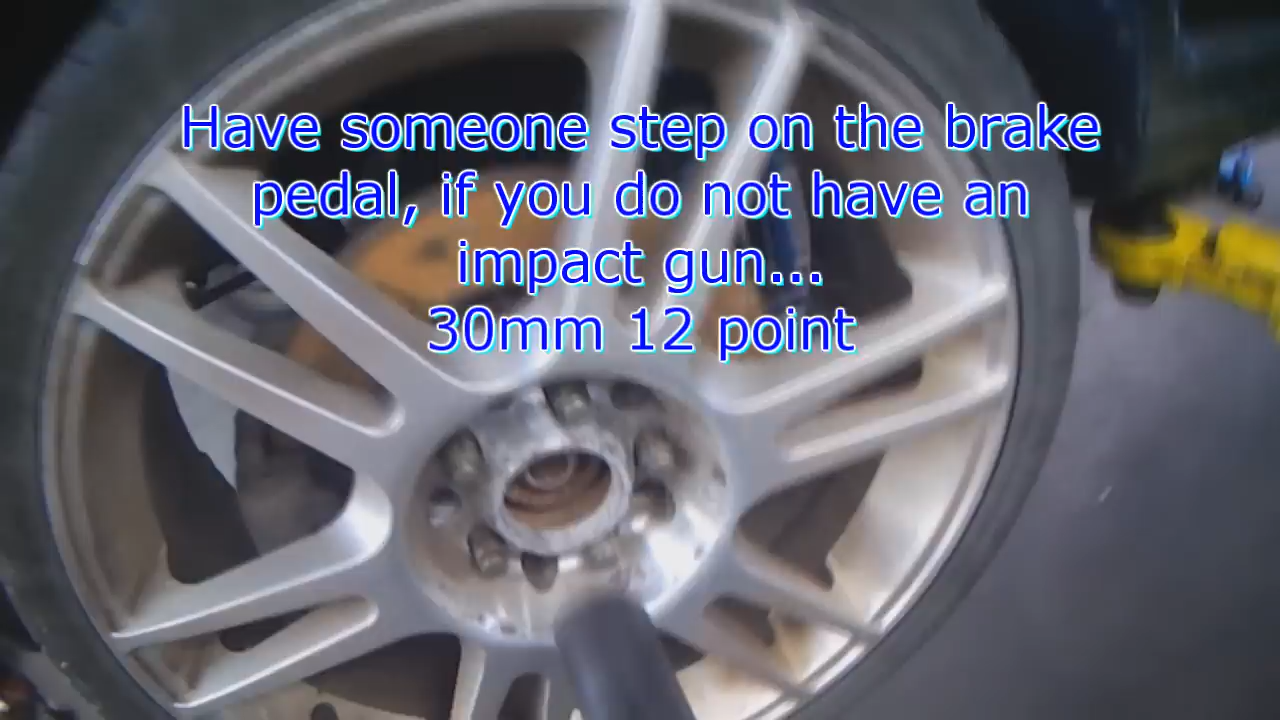 Have someone step on the brake
pedal, if you do not have an
impact gun...
30mm 12 point